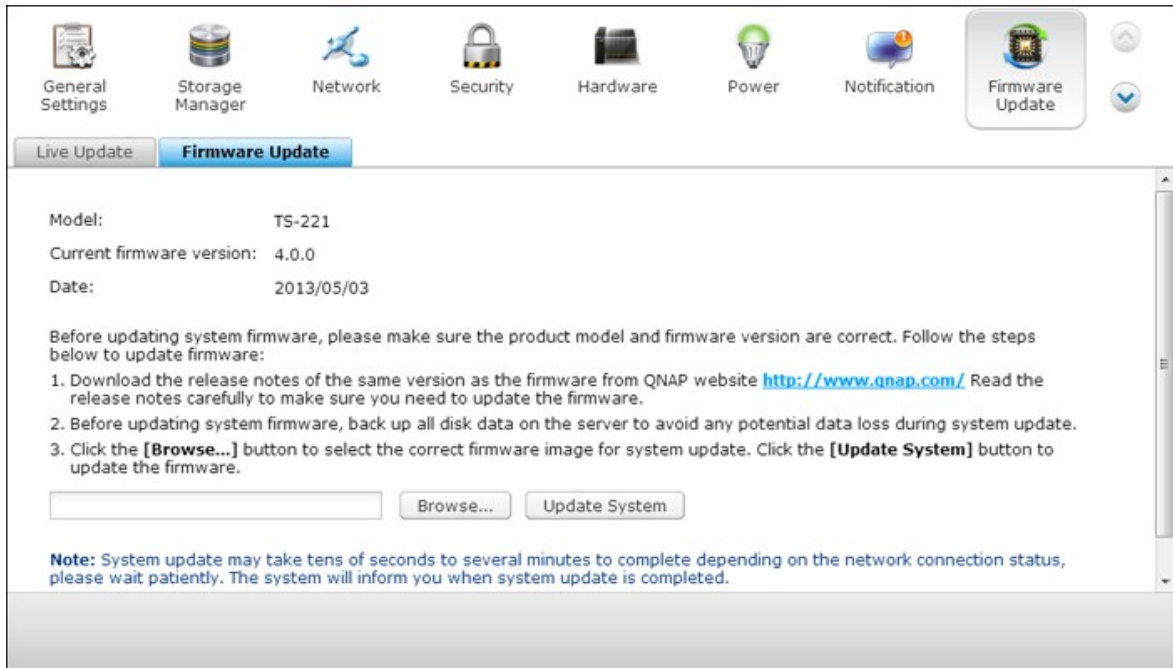 General Settings
Storage Manager
Network
Security
Hardware
Power
Notification
Firmware Update
Live Update
Firmware Update
Model: TS-221
Current firmware version: 4.0.0
Date: 2013/05/03
Before updating system firmware, please make sure the product model and firmware version are correct. Follow the steps
below to update firmware:
1. Download the release notes of the same version as the firmware from QNAP website http://www.qnap.com/ Read the
release notes carefully to make sure you need to update the firmware.
2. Before updating system firmware, back up all disk data on the server to avoid any potential data loss during system update.
3. Click the [Browse...] button to select the correct firmware image for system update. Click the [Update System] button to
update the firmware.
Browse... Update System
Note: System update may take tens of seconds to several minutes to complete depending on the network connection status,
please wait patiently. The system will inform you when system update is completed.